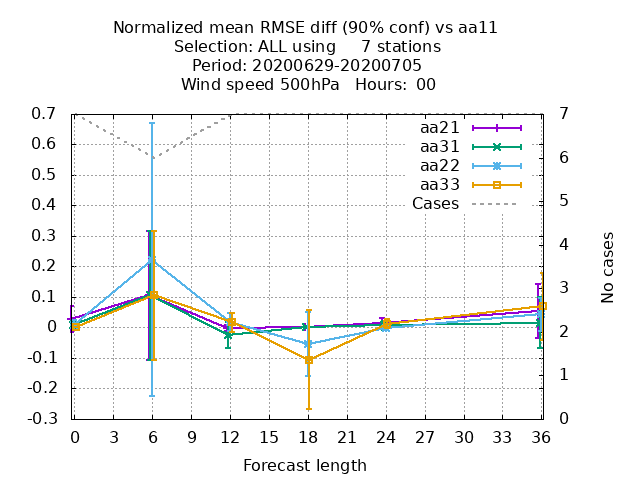 Normalized mean RMSE diff (90% conf) vs aa11
Selection: ALL using 7 stations
Period: 20200629-20200705
Wind speed 500hPa Hours: 00
aa21
aa31
aa22
aa33
Cases
0.7
0.6
0.5
0.4
0.3
0.2
0.1
0
-0.1
-0.2
-0.3
7
6
5
4
3
2
1
0
No cases
0 3 6 9 12 15 18 21 24 27 30 33 36
Forecast length